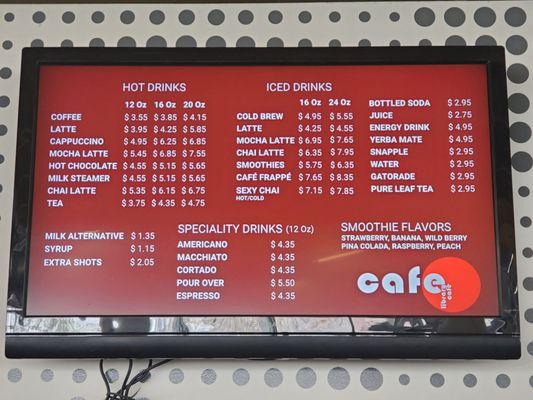 HOT DRINKS
12 Oz 16 Oz 20 Oz
COFFEE $ 3.55 $ 3.85 $ 4.15
LATTE $ 3.95 $ 4.25 $ 5.85
CAPPUCCINO $ 4.95 $ 6.25 $ 6.85
MOCHA LATTE $ 5.45 $ 6.85 $ 7.55
HOT CHOCOLATE $ 4.55 $ 5.15 $ 5.65
MILK STEAMER $ 4.55 $ 5.15 $ 5.65
CHAI LATTE $ 5.35 $ 6.15 $ 6.75
TEA $ 3.75 $ 4.35 $ 4.75
MILK ALTERNATIVE $ 1.35
SYRUP $ 1.15
EXTRA SHOTS $ 2.05
ICED DRINKS
16 Oz 24 Oz
COLD BREW $ 4.95 $ 5.55
LATTE $ 4.25 $ 4.55
MOCHA LATTE $ 6.95 $ 7.65
CHAI LATTE $ 6.35 $ 7.95
SMOOTHIES $ 5.75 $ 6.35
CAFÉ FRAPPÉ $ 7.65 $ 8.35
SEXY CHAI $ 7.15 $ 7.85
HOT/COLD
BOTTLED SODA $ 2.95
JUICE $ 2.75
ENERGY DRINK $ 4.95
YERBA MATE $ 4.95
SNAPPLE $ 2.95
WATER $ 2.95
GATORADE $ 2.95
PURE LEAF TEA $ 2.95
SPECIALITY DRINKS (12 Oz)
AMERICANO $ 4.35
MACCHIATO $ 4.35
CORTADO $ 4.35
POUR OVER $ 5.50
ESPRESSO $ 4.35
SMOOTHIE FLAVORS
STRAWBERRY, BANANA, WILD BERRY
PINA COLADA, RASPBERRY, PEACH
cafe
library
cafe